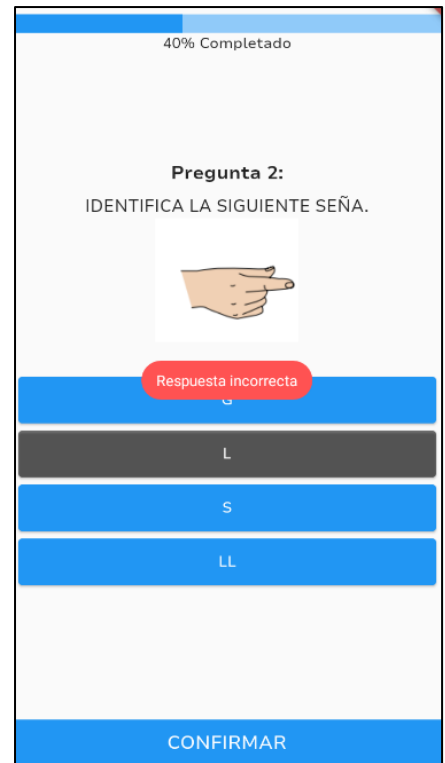 40% Completado
Pregunta 2:
IDENTIFICA LA SIGUIENTE SEÑA.
Respuesta incorrecta
G
L
S
LL
CONFIRMAR